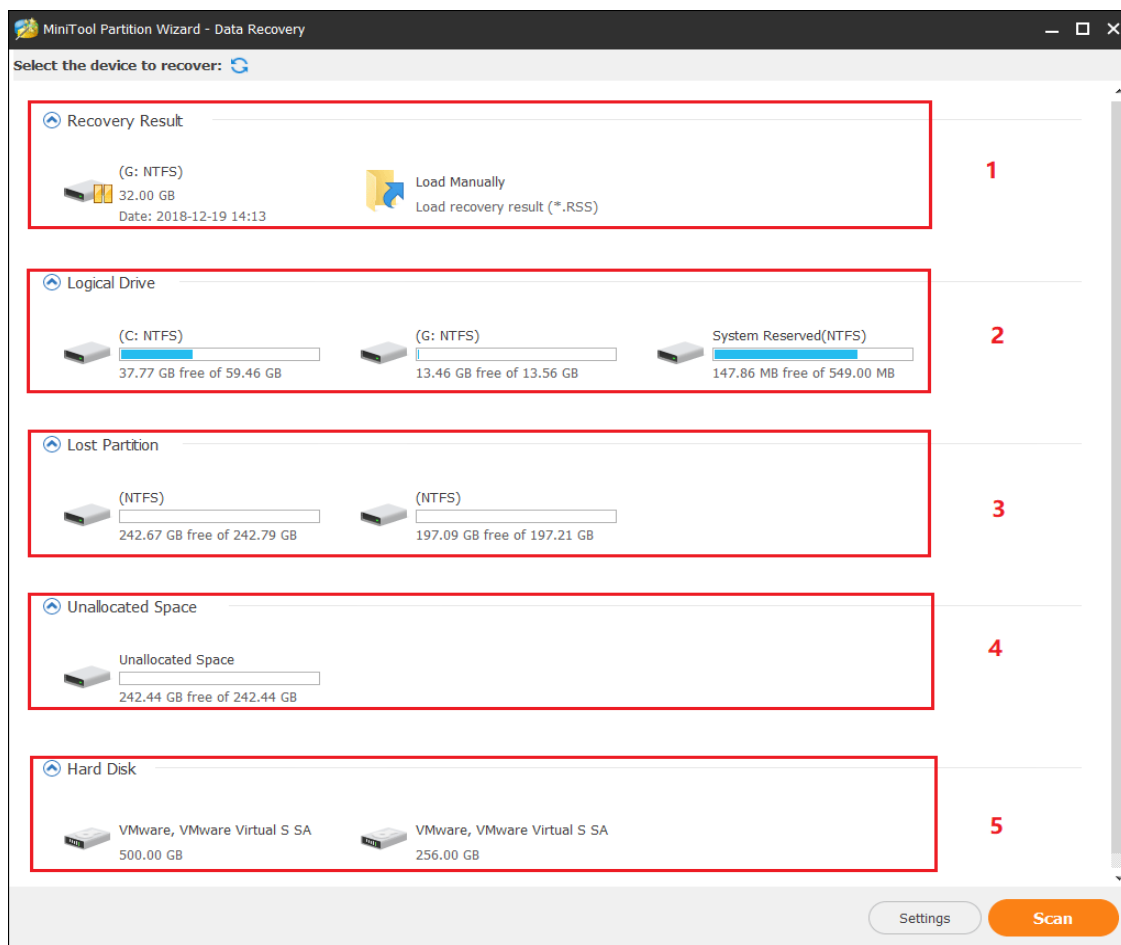 MiniTool Partition Wizard - Data Recovery
Select the device to recover:
Recovery Result
(G: NTFS)
32.00 GB
Date: 2018-12-19 14:13
Load Manually
Load recovery result (*.RSS)
1
Logical Drive
(C: NTFS)
37.77 GB free of 59.46 GB
(G: NTFS)
13.46 GB free of 13.56 GB
System Reserved(NTFS)
147.86 MB free of 549.00 MB
2
Lost Partition
(NTFS)
242.67 GB free of 242.79 GB
(NTFS)
197.09 GB free of 197.21 GB
3
Unallocated Space
Unallocated Space
242.44 GB free of 242.44 GB
4
Hard Disk
VMware, VMware Virtual S SA
500.00 GB
VMware, VMware Virtual S SA
256.00 GB
5
Settings
Scan